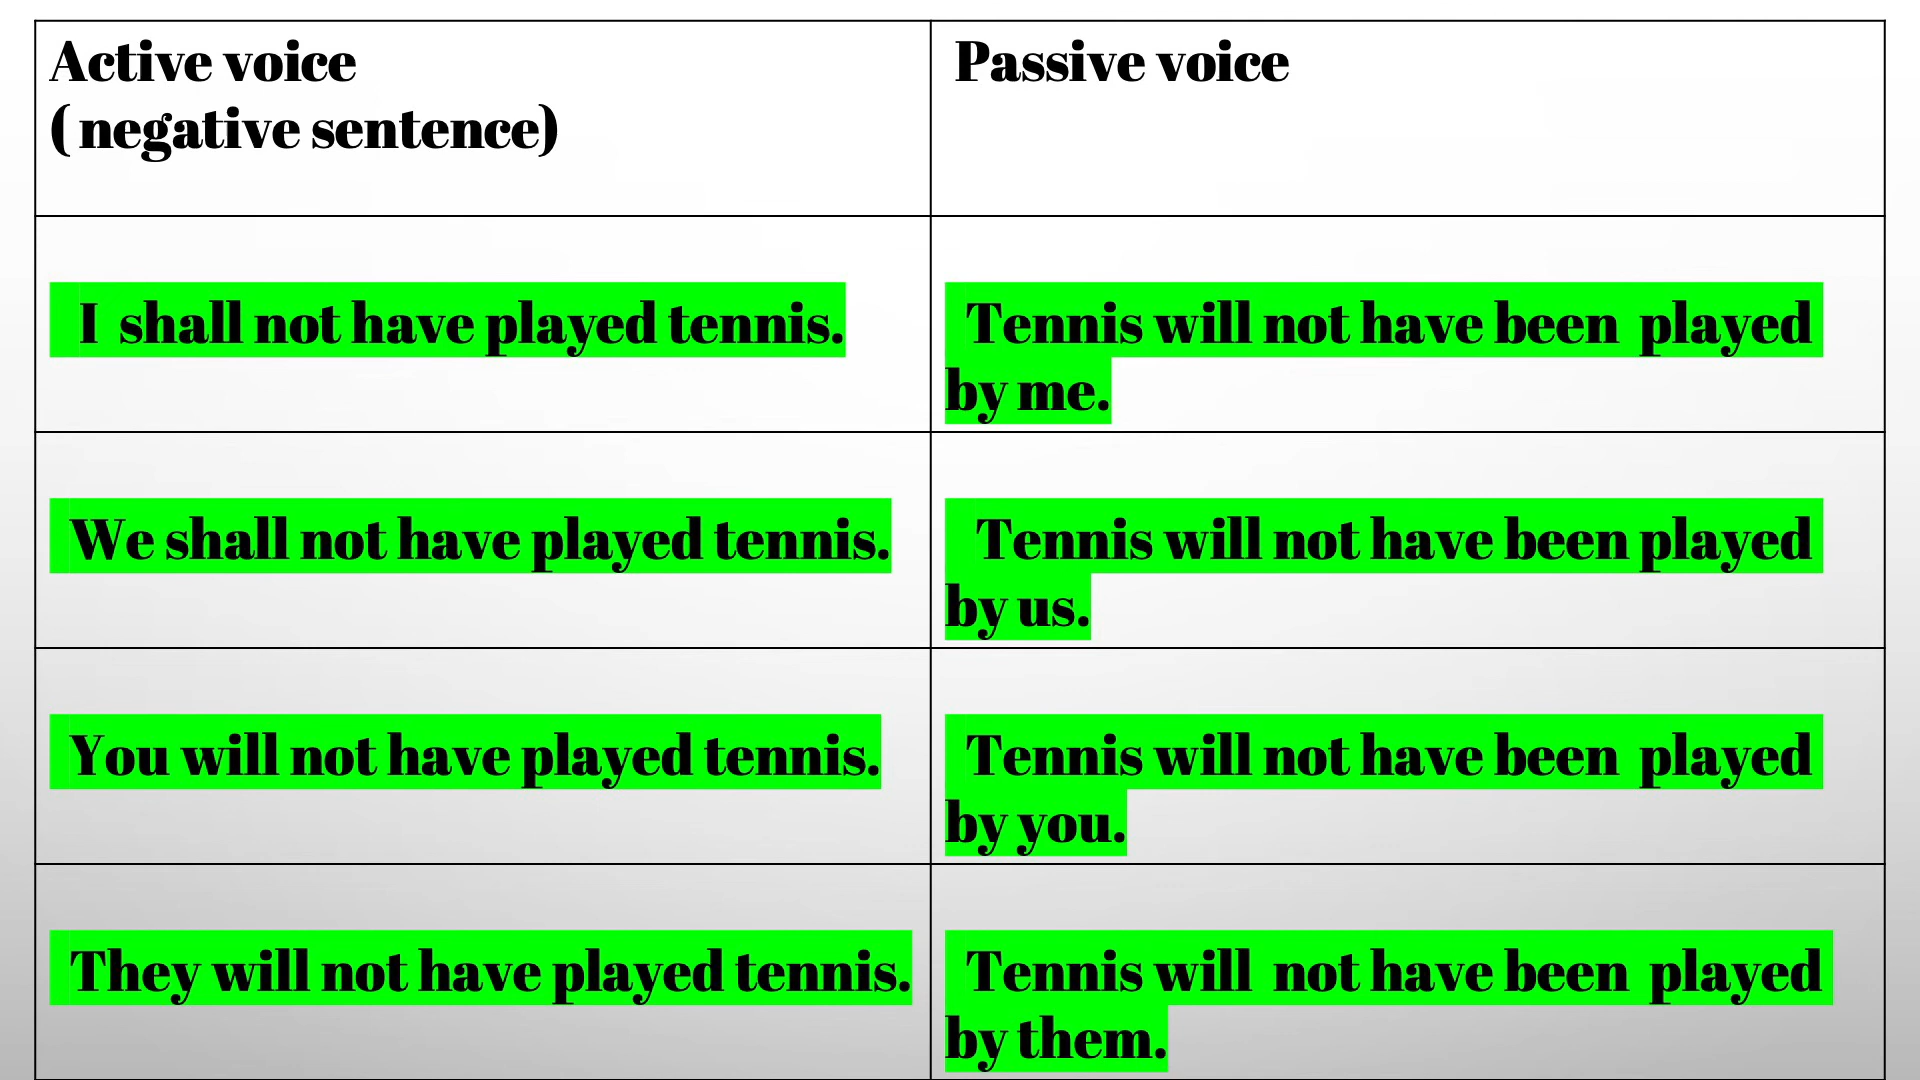 Active voice
( negative sentence)
Passive voice
I shall not have played tennis.
Tennis will not have been played
by me.
We shall not have played tennis.
Tennis will not have been played
by us.
You will not have played tennis.
Tennis will not have been played
by you.
They will not have played tennis.
Tennis will not have been played
by them.